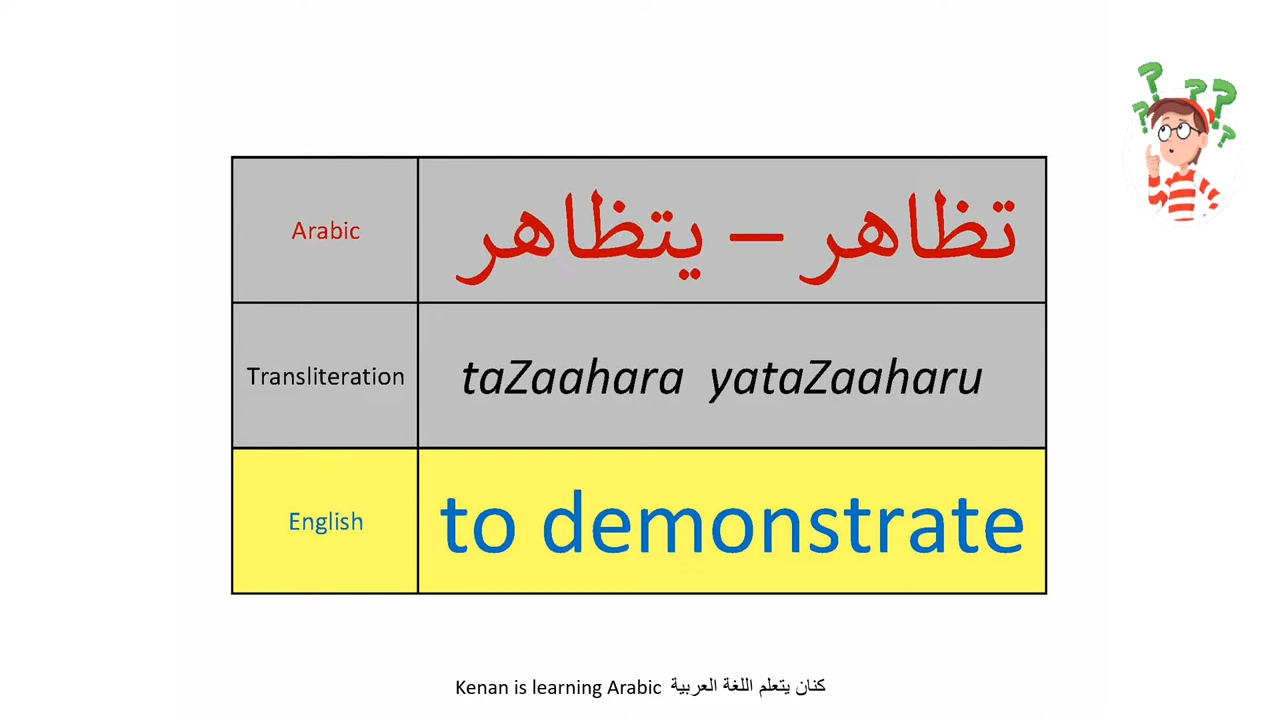 Arabic تظاهر – يتظاهر
Transliteration taZaahara yataZaaharu
English to demonstrate
Kenan is learning Arabic كنان يتعلم اللغة العربية